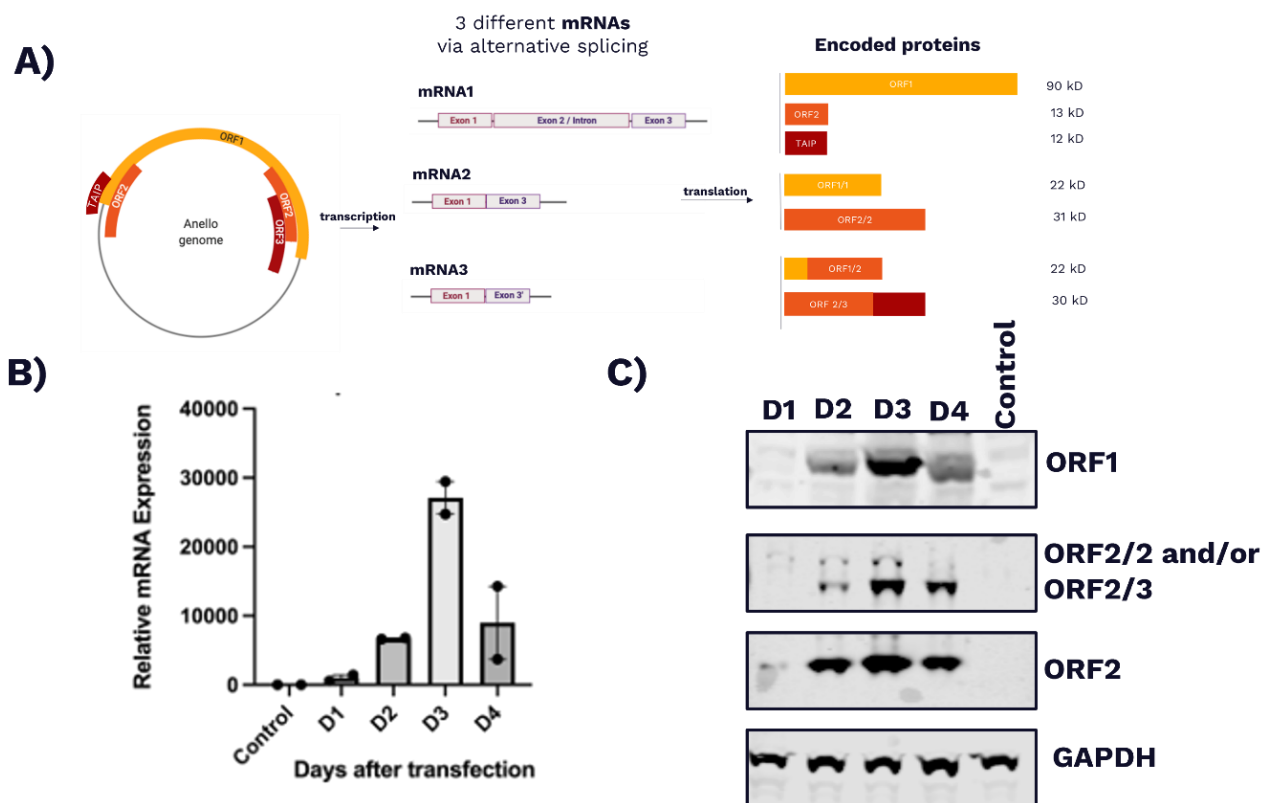 A)
3 different mRNAs
via alternative splicing
Encoded proteins
ORF1
TAIP
ORF2
ORF2
ORF3
Anello
genome
transcription
mRNA1
Exon 1
Exon 2 / Intron
Exon 3
mRNA2
Exon 1
Exon 3
mRNA3
Exon 1
Exon 3'
translation
ORF1
90 kD
ORF2
13 kD
TAIP
12 kD
ORF1/1
22 kD
ORF2/2
31 kD
ORF1/2
22 kD
ORF 2/3
30 kD
B)
Relative mRNA Expression
40000
30000
20000
10000
0
Control
D1
D2
D3
D4
Days after transfection
C)
D1
D2
D3
D4
Control
ORF1
ORF2/2 and/or
ORF2/3
ORF2
GAPDH